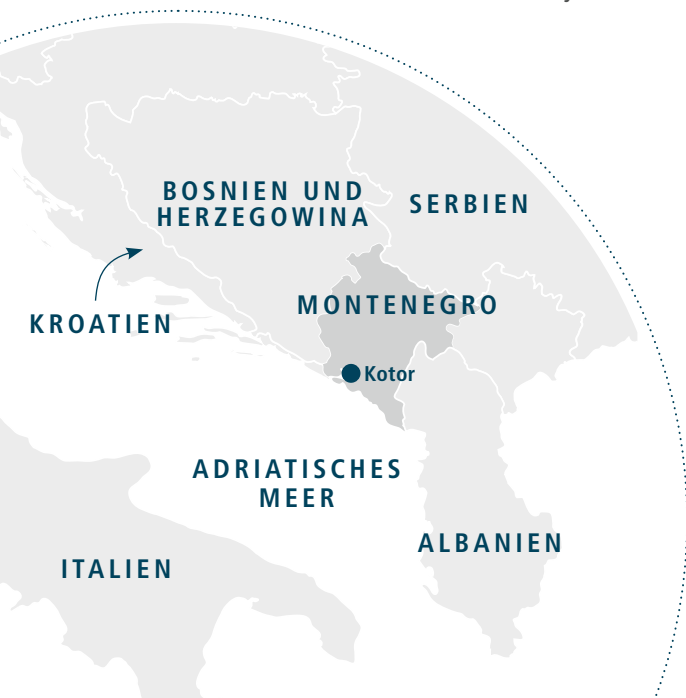 BOSNIEN UND
HERZEGOWINA
SERBIEN
MONTENEGRO
KROATIEN
Kotor
ADRIATISCHES
MEER
ALBANIEN
ITALIEN